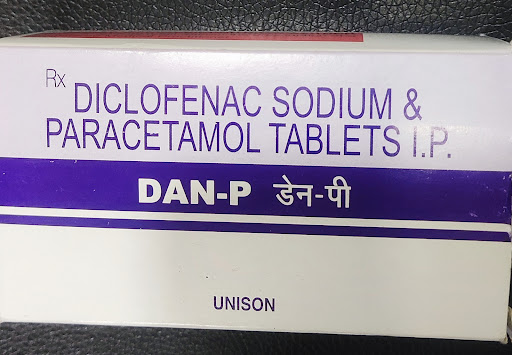 Rx
DICLOFENAC SODIUM &
PARACETAMOL TABLETS I.P.
DAN-P डेन-पी
UNISON